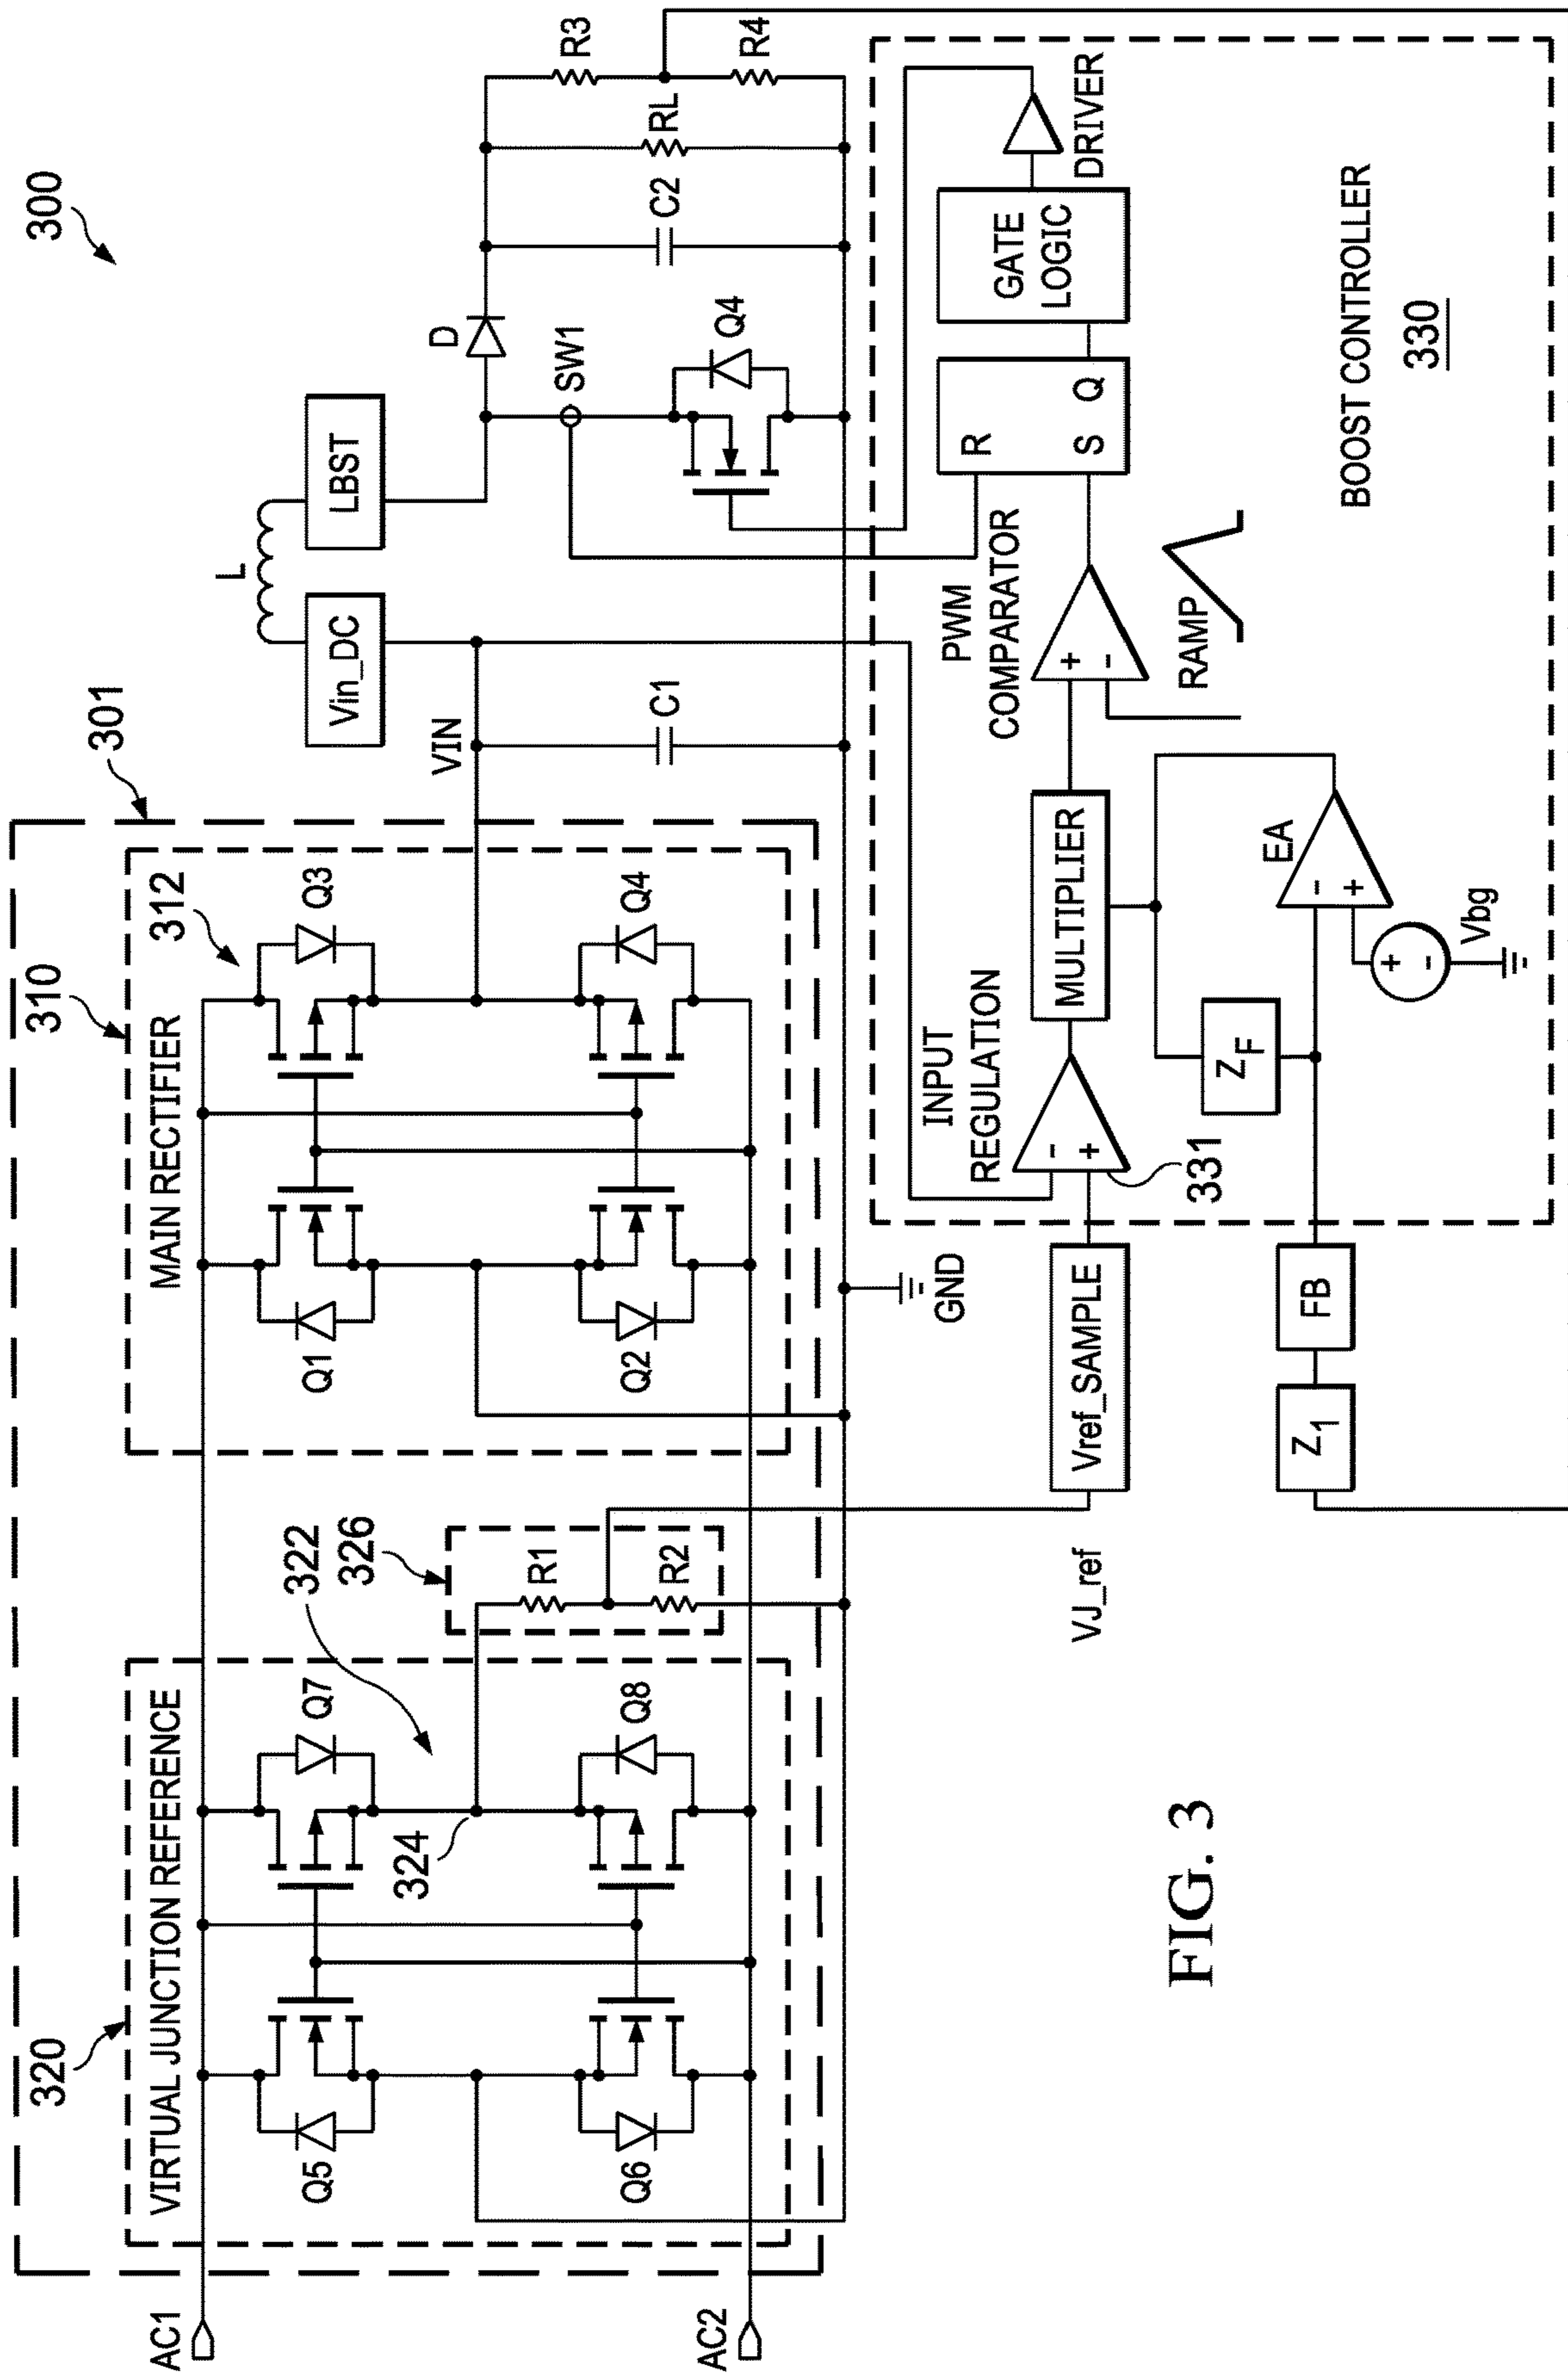 300
301
310
MAIN RECTIFIER
312
Q3
Q4
Q1
Q2
320
VIRTUAL JUNCTION REFERENCE
322
324
Q7
Q8
Q5
Q6
326
R1
R2
AC1
AC2
VIN
C1
Vin_DC
L
LBST
D
SW1
Q4
C2
RL
R3
R4
GND
VJ_ref
Vref_SAMPLE
Z1
FB
INPUT
REGULATION
-
+
331
MULTIPLIER
ZF
EA
-
+
+
-
Vbg
PWM
COMPARATOR
+
-
RAMP
R
S Q
GATE
LOGIC
DRIVER
BOOST CONTROLLER
330
FIG. 3